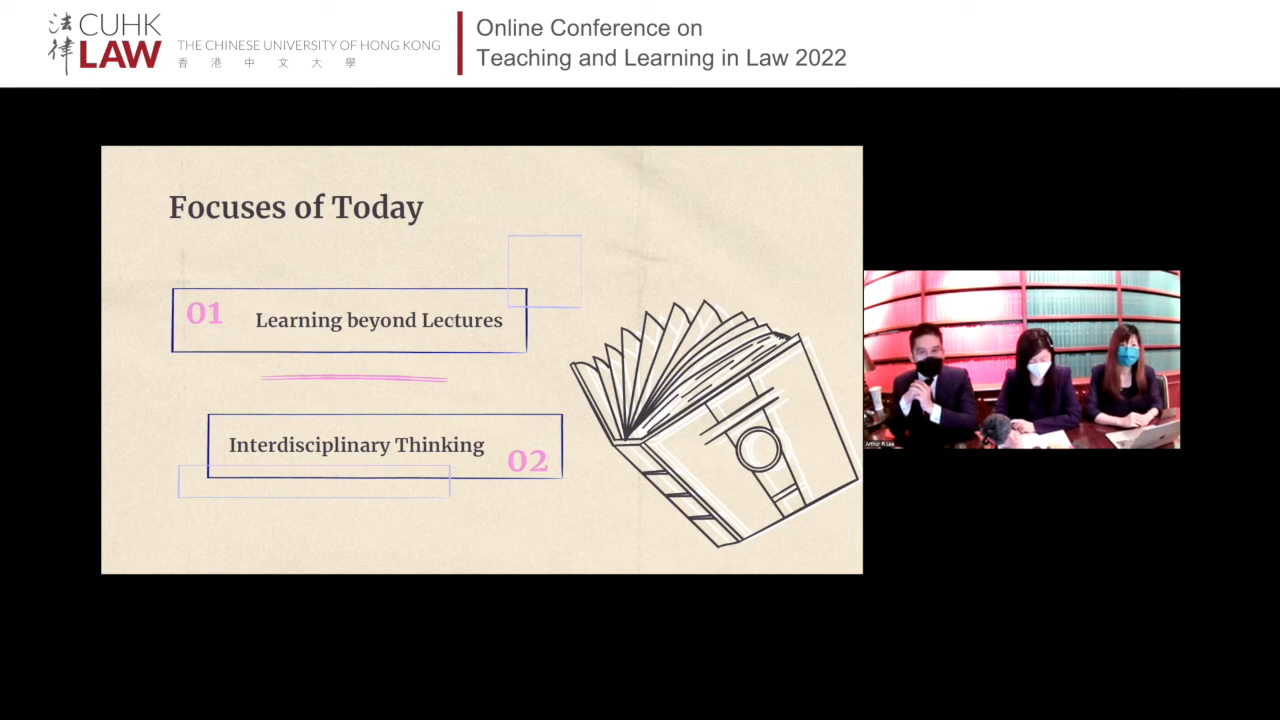 法律
CUHK
LAW
THE CHINESE UNIVERSITY OF HONG KONG
香港中文大學
Online Conference on
Teaching and Learning in Law 2022
Focuses of Today
01
Learning beyond Lectures
Interdisciplinary Thinking
02